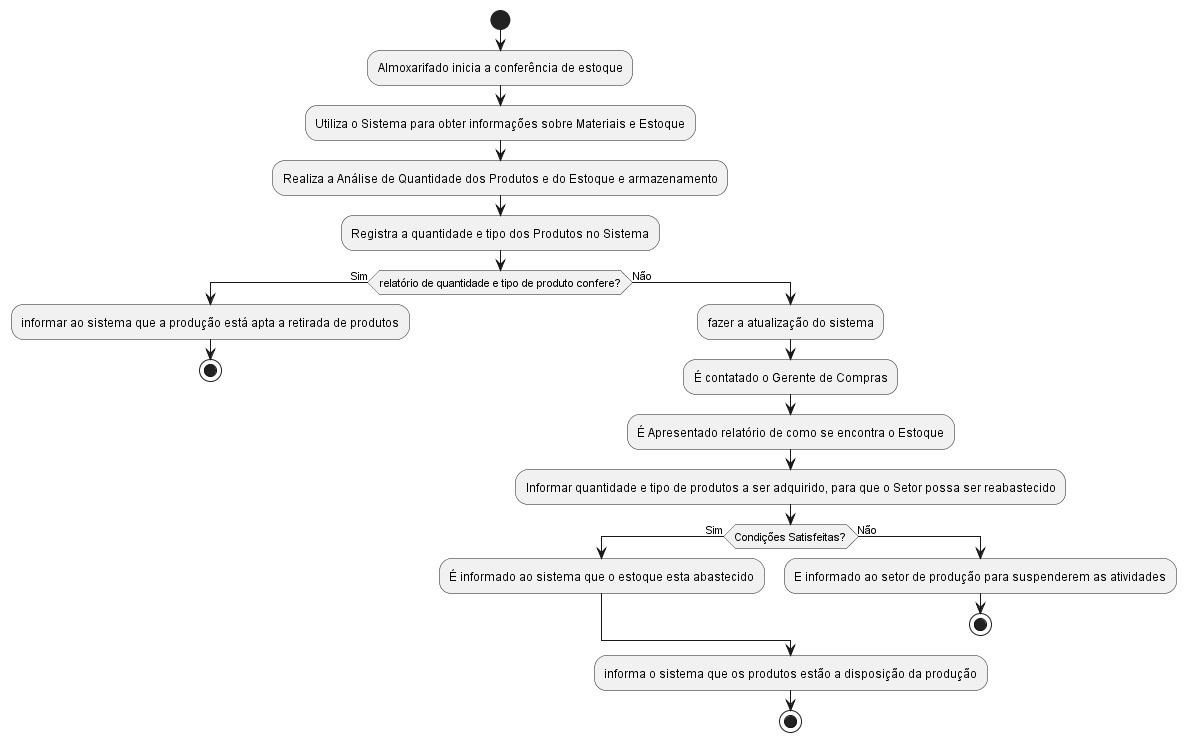 Almoxarifado inicia a conferência de estoque
Utiliza o Sistema para obter informações sobre Materiais e Estoque
Realiza a Análise de Quantidade dos Produtos e do Estoque e armazenamento
Registra a quantidade e tipo dos Produtos no Sistema
Sim
relatório de quantidade e tipo de produto confere?
Não
informar ao sistema que a produção está apta a retirada de produtos
fazer a atualização do sistema
É contatado o Gerente de Compras
É Apresentado relatório de como se encontra o Estoque
Informar quantidade e tipo de produtos a ser adquirido, para que o Setor possa ser reabastecido
Sim
Condições Satisfeitas?
Não
É informado ao sistema que o estoque esta abastecido
E informado ao setor de produção para suspenderem as atividades
informa o sistema que os produtos estão a disposição da produção